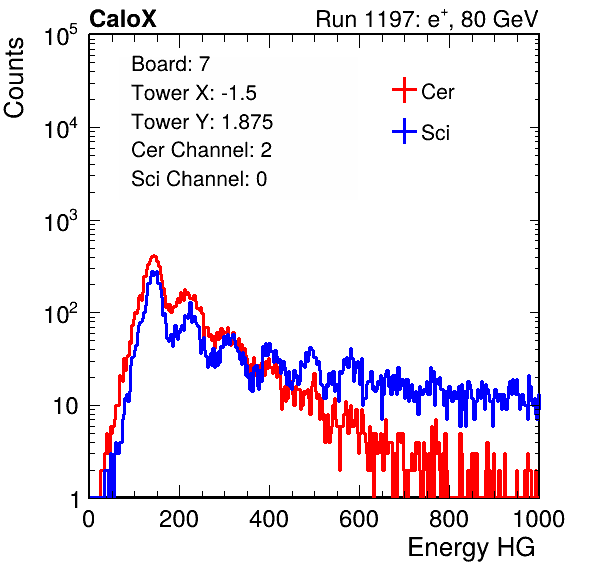 CaloX Run 1197: e⁺, 80 GeV
Counts
Board: 7
Tower X: -1.5
Tower Y: 1.875
Cer Channel: 2
Sci Channel: 0
Cer
Sci
10⁵
10⁴
10³
10²
10
1
0 200 400 600 800 1000
Energy HG